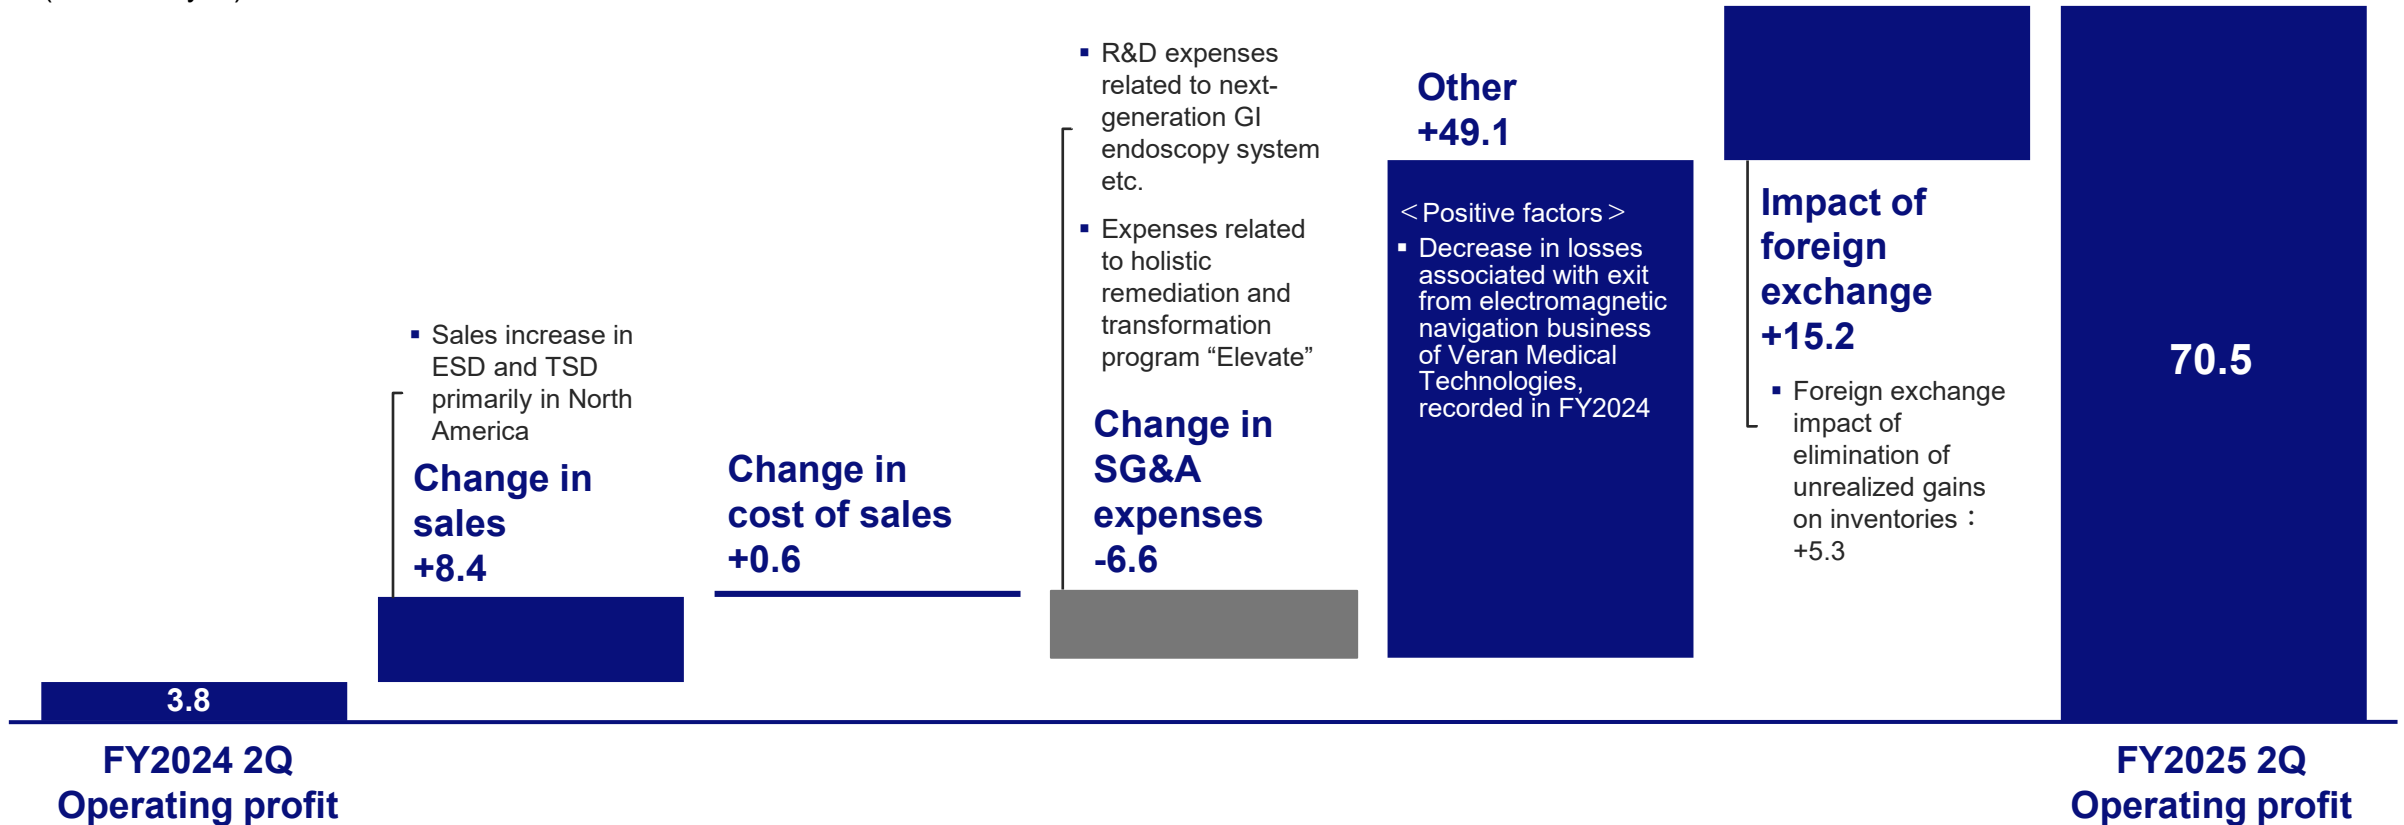 3.8
FY2024 2Q
Operating profit
▪ Sales increase in
ESD and TSD
primarily in North
America
Change in
sales
+8.4
Change in
cost of sales
+0.6
▪ R&D expenses
related to next-
generation GI
endoscopy system
etc.
▪ Expenses related
to holistic
remediation and
transformation
program “Elevate”
Change in
SG&A
expenses
-6.6
Other
+49.1
＜Positive factors＞
▪ Decrease in losses
associated with exit
from electromagnetic
navigation business
of Veran Medical
Technologies,
recorded in FY2024
Impact of
foreign
exchange
+15.2
▪ Foreign exchange
impact of
elimination of
unrealized gains
on inventories：
+5.3
70.5
FY2025 2Q
Operating profit